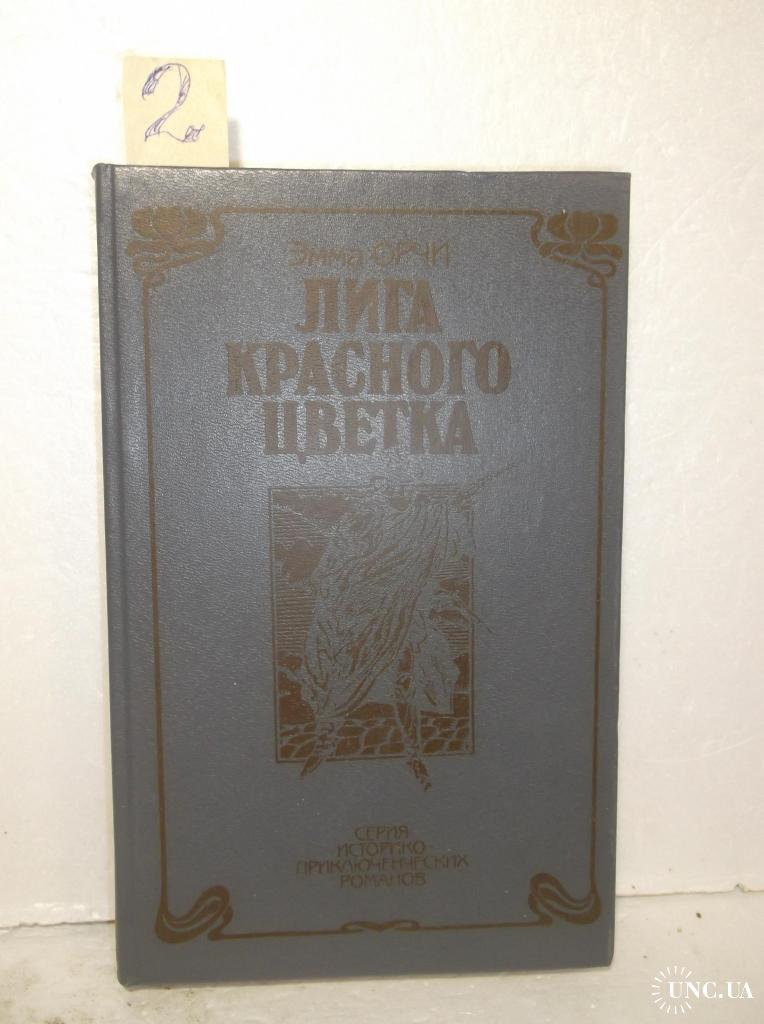 2
Эмма ОРЧИ
ЛИГА
КРАСНОГО
ЦВЕТКА
СЕРИЯ
ИСТОРИКО-
ПРИКЛЮЧЕНЧЕСКИХ
РОМАНОВ
UNC.UA